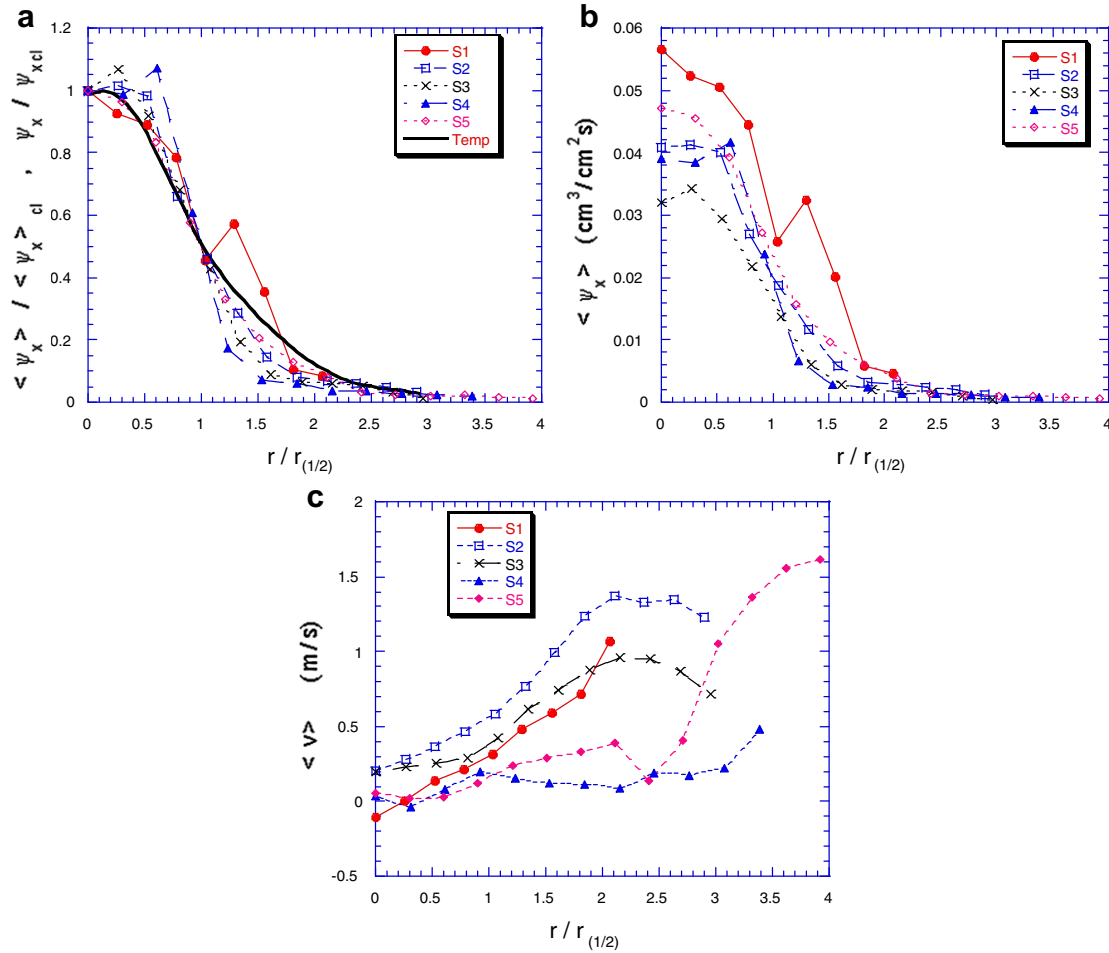 a
< ψx > / < ψx > cl , ψx / ψx cl
1.2
1
0.8
0.6
0.4
0.2
0
S1
S2
S3
S4
S5
Temp
0 0.5 1 1.5 2 2.5 3 3.5 4
r / r(1/2)
b
< ψx > (cm3/cm2s)
0.06
0.05
0.04
0.03
0.02
0.01
0
S1
S2
S3
S4
S5
0 0.5 1 1.5 2 2.5 3 3.5 4
r / r(1/2)
c
< v > (m/s)
2
1.5
1
0.5
0
-0.5
S1
S2
S3
S4
S5
0 0.5 1 1.5 2 2.5 3 3.5 4
r / r(1/2)